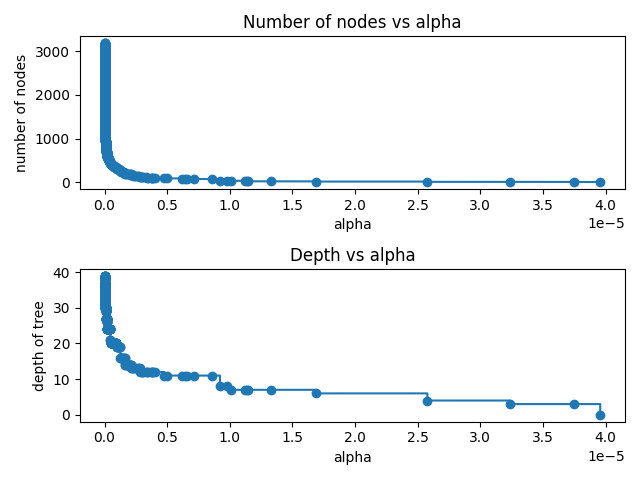 Number of nodes vs alpha
number of nodes
3000
2000
1000
0
0.0 0.5 1.0 1.5 2.0 2.5 3.0 3.5 4.0
1e−5
alpha
Depth vs alpha
depth of tree
40
30
20
10
0
0.0 0.5 1.0 1.5 2.0 2.5 3.0 3.5 4.0
1e−5
alpha